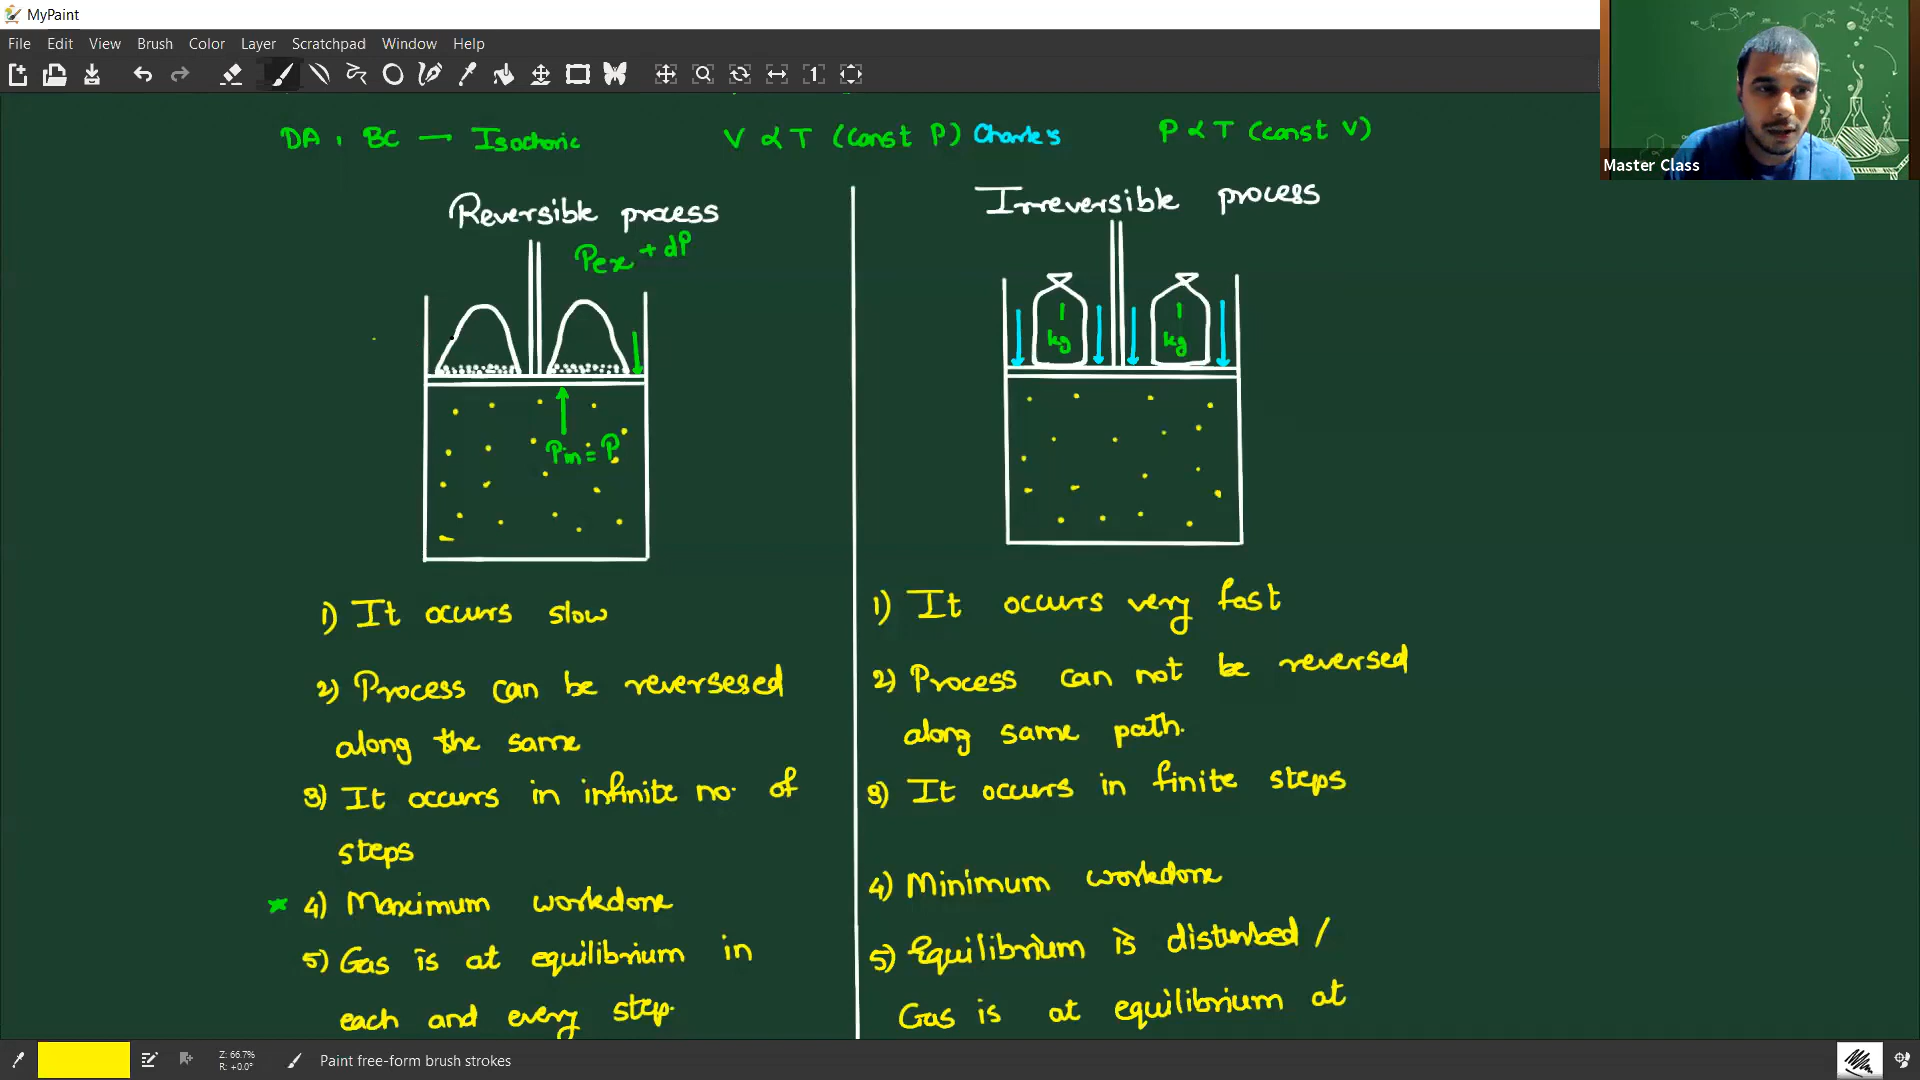 MyPaint
File Edit View Brush Color Layer Scratchpad Window Help
Master Class
DA, BC — Isochoric
V ∝ T (Const P) Charle's
P ∝ T (const V)
Reversible process
Pex + dP
Pin = P
1) It occurs slow
2) Process can be reversesed
along the same
3) It occurs in infinite no. of
steps
* 4) Maximum workdone
5) Gas is at equilibrium in
each and every step.
Irreversible process
1
kg
1
kg
1) It occurs very fast
2) Process can not be reversed
along same path.
3) It occurs in finite steps
4) Minimum workdone
5) Equilibrium is disturbed /
Gas is at equilibrium at
Z: 66.7%
R: +0.0°
Paint free-form brush strokes